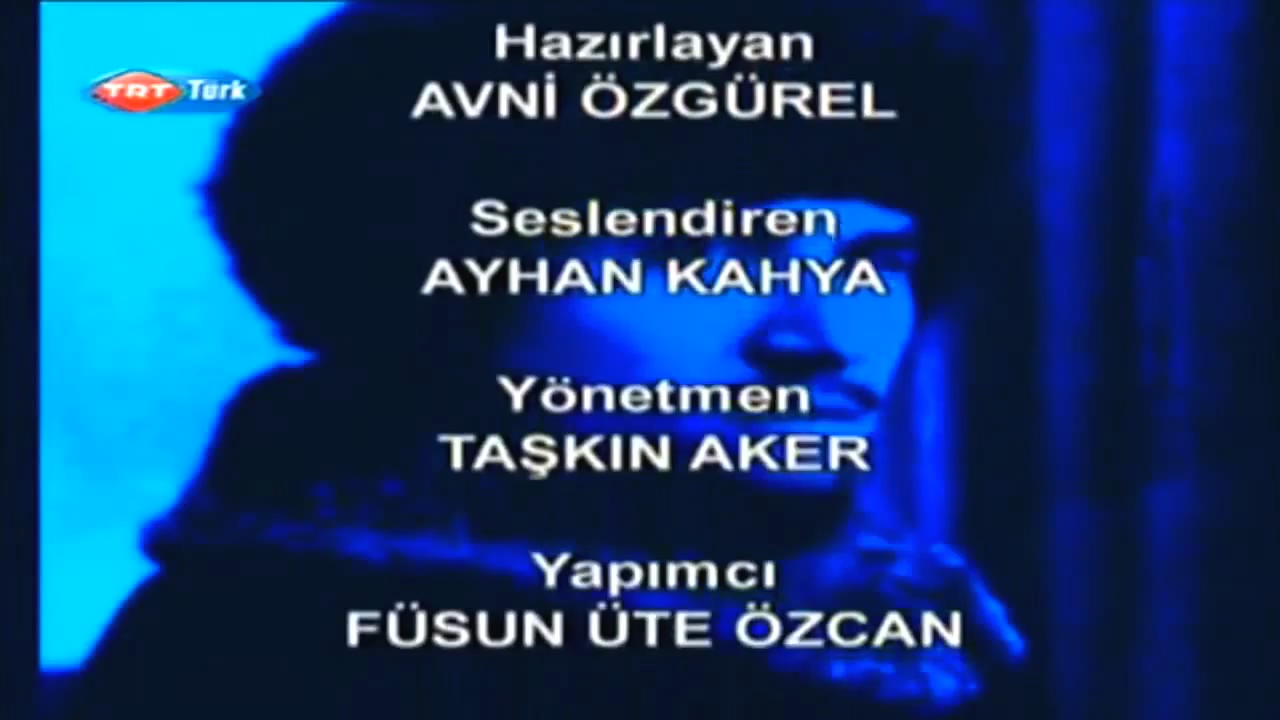 Hazırlayan
TRT Türk
AVNİ ÖZGÜREL
Seslendiren
AYHAN KAHYA
Yönetmen
TAŞKIN AKER
Yapımcı
FÜSUN ÜTE ÖZCAN